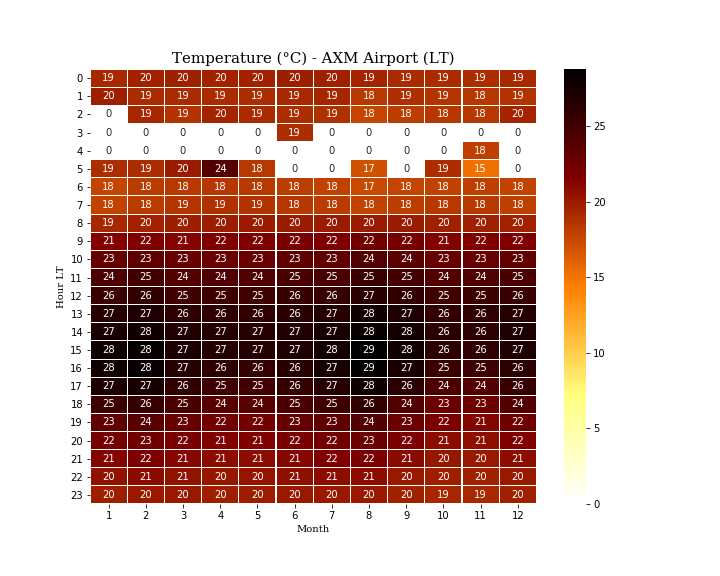 Temperature (°C) - AXM Airport (LT)
0 19 20 20 20 20 20 20 19 19 19 19 19
1 20 19 19 19 19 19 19 18 19 19 18 19
2 0 19 19 20 19 19 19 18 18 18 18 20
3 0 0 0 0 0 19 0 0 0 0 0 0
4 0 0 0 0 0 0 0 0 0 0 18 0
5 19 19 20 24 18 0 0 17 0 19 15 0
6 18 18 18 18 18 18 18 17 18 18 18 18
7 18 18 19 19 19 18 18 18 18 18 18 18
8 19 20 20 20 20 20 20 20 20 20 20 20
9 21 22 21 22 22 22 22 22 22 21 22 22
10 23 23 23 23 23 23 23 24 24 23 23 23
11 24 25 24 24 24 25 25 25 25 24 24 25
12 26 26 25 25 25 26 26 27 26 25 25 26
13 27 27 26 26 26 26 27 28 27 26 26 27
14 27 28 27 27 27 27 27 28 28 26 26 27
15 28 28 27 27 27 27 28 29 28 26 26 27
16 28 28 27 26 26 26 27 29 27 25 25 26
17 27 27 26 25 25 26 27 28 26 24 24 26
18 25 26 25 24 24 25 25 26 24 23 23 24
19 23 24 23 22 22 23 23 24 23 22 21 22
20 22 23 22 21 21 22 22 23 22 21 21 22
21 21 22 21 21 21 21 22 22 21 20 20 21
22 20 21 21 20 20 21 21 21 20 20 20 20
23 20 20 20 20 20 20 20 20 20 19 19 20
1 2 3 4 5 6 7 8 9 10 11 12
Month
Hour LT
25
20
15
10
5
0